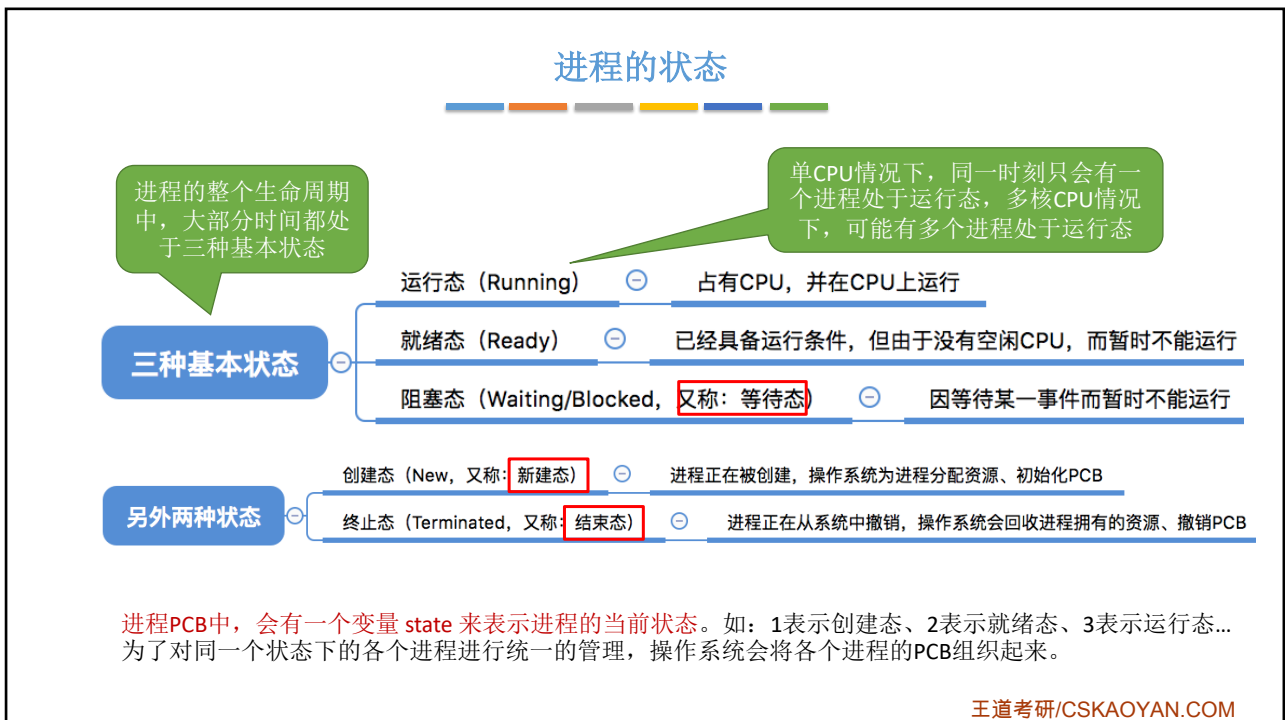 进程的状态
进程的整个生命周期
中，大部分时间都处
于三种基本状态
单CPU情况下，同一时刻只会有一
个进程处于运行态，多核CPU情况
下，可能有多个进程处于运行态
三种基本状态
运行态（Running） 占有CPU，并在CPU上运行
就绪态（Ready） 已经具备运行条件，但由于没有空闲CPU，而暂时不能运行
阻塞态（Waiting/Blocked，又称：等待态） 因等待某一事件而暂时不能运行
另外两种状态
创建态（New，又称：新建态） 进程正在被创建，操作系统为进程分配资源、初始化PCB
终止态（Terminated，又称：结束态） 进程正在从系统中撤销，操作系统会回收进程拥有的资源、撤销PCB
进程PCB中，会有一个变量 state 来表示进程的当前状态。如：1表示创建态、2表示就绪态、3表示运行态…
为了对同一个状态下的各个进程进行统一的管理，操作系统会将各个进程的PCB组织起来。
王道考研/CSKAOYAN.COM